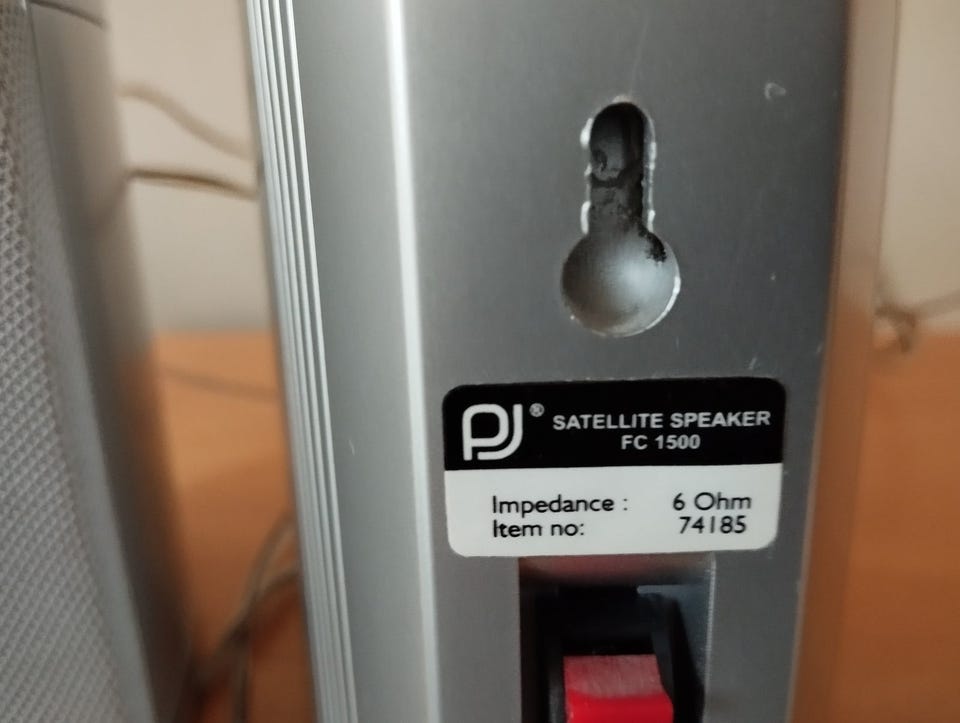 PJ® SATELLITE SPEAKER
FC 1500
Impedance : 6 Ohm
Item no: 74185